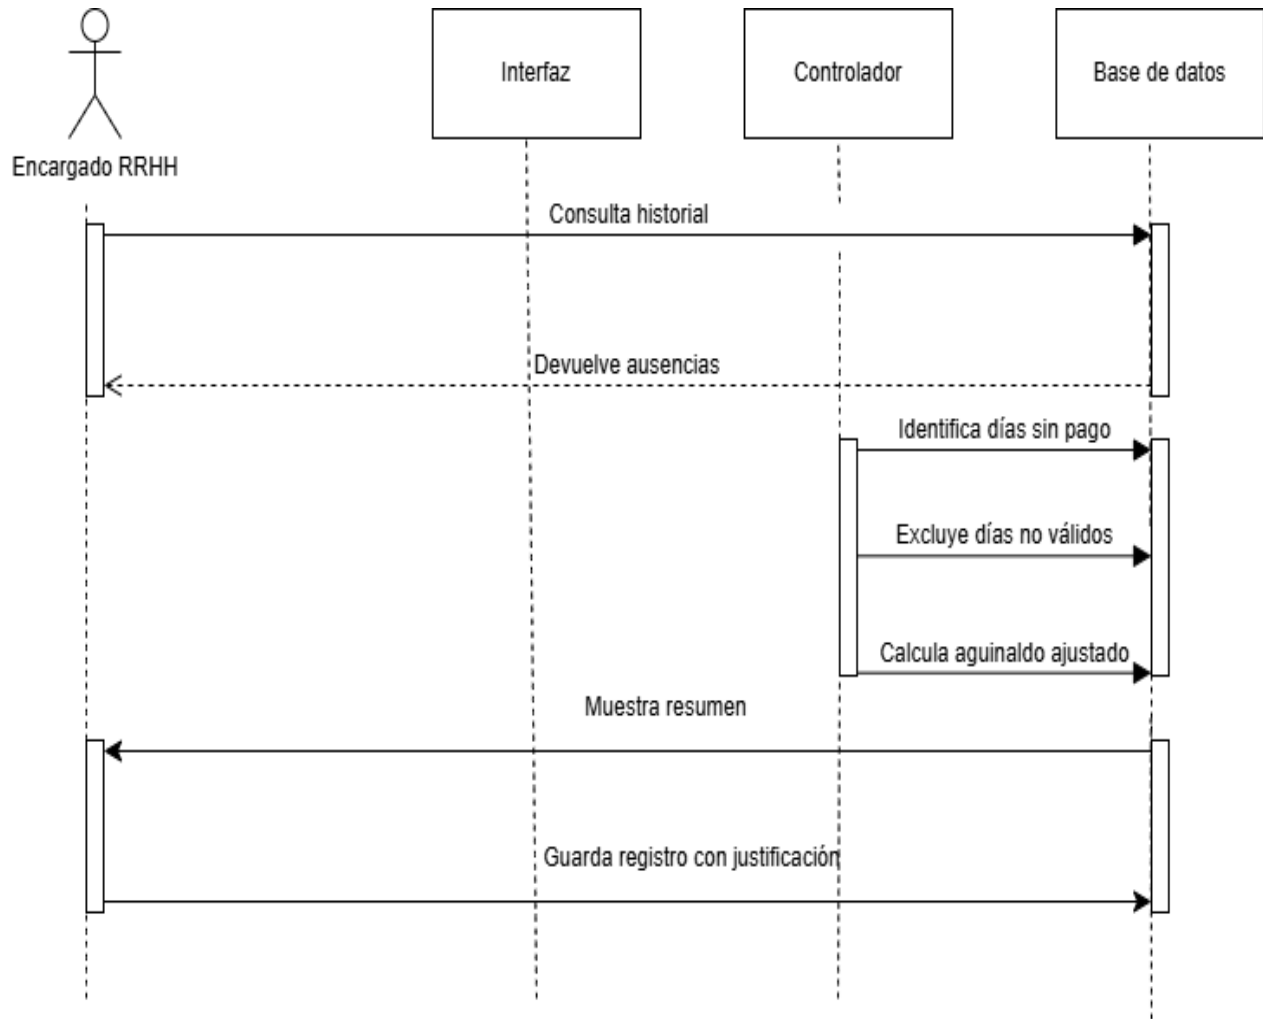 Interfaz
Controlador
Base de datos
Encargado RRHH
Consulta historial
Devuelve ausencias
Identifica días sin pago
Excluye días no válidos
Calcula aguinaldo ajustado
Muestra resumen
Guarda registro con justificación